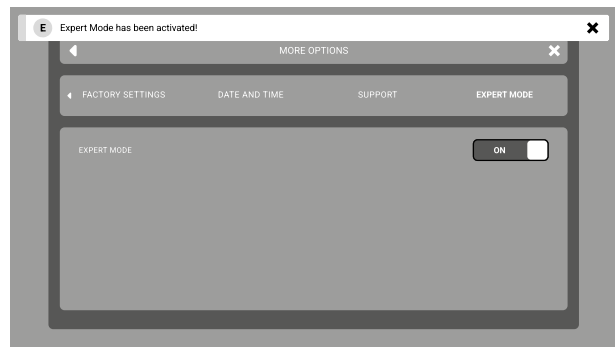 E Expert Mode has been activated!
MORE OPTIONS
FACTORY SETTINGS DATE AND TIME SUPPORT EXPERT MODE
EXPERT MODE ON